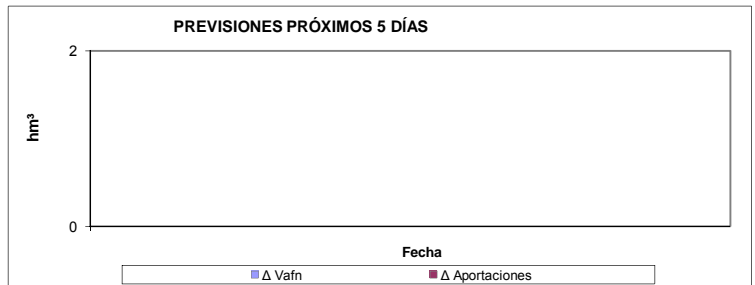 PREVISIONES PRÓXIMOS 5 DÍAS
2
hm³
0
Fecha
Δ Vafn
Δ Aportaciones